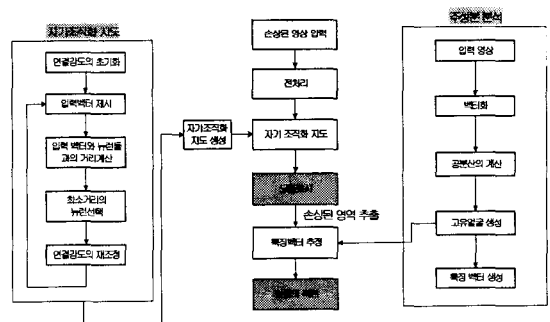 자기조직화 지도
연결강도의 초기화
입력벡터 제시
입력 벡터와 뉴런들
과의 거리계산
최소거리의
뉴런선택
연결강도의 재조정
자기조직화
지도 생성
손상된 영상 입력
전처리
자기 조직화 지도
손상된 영역 추출
특징벡터 추정
주성분 분석
입력 영상
벡터화
공분산의 계산
고유얼굴 생성
특징 벡터 생성